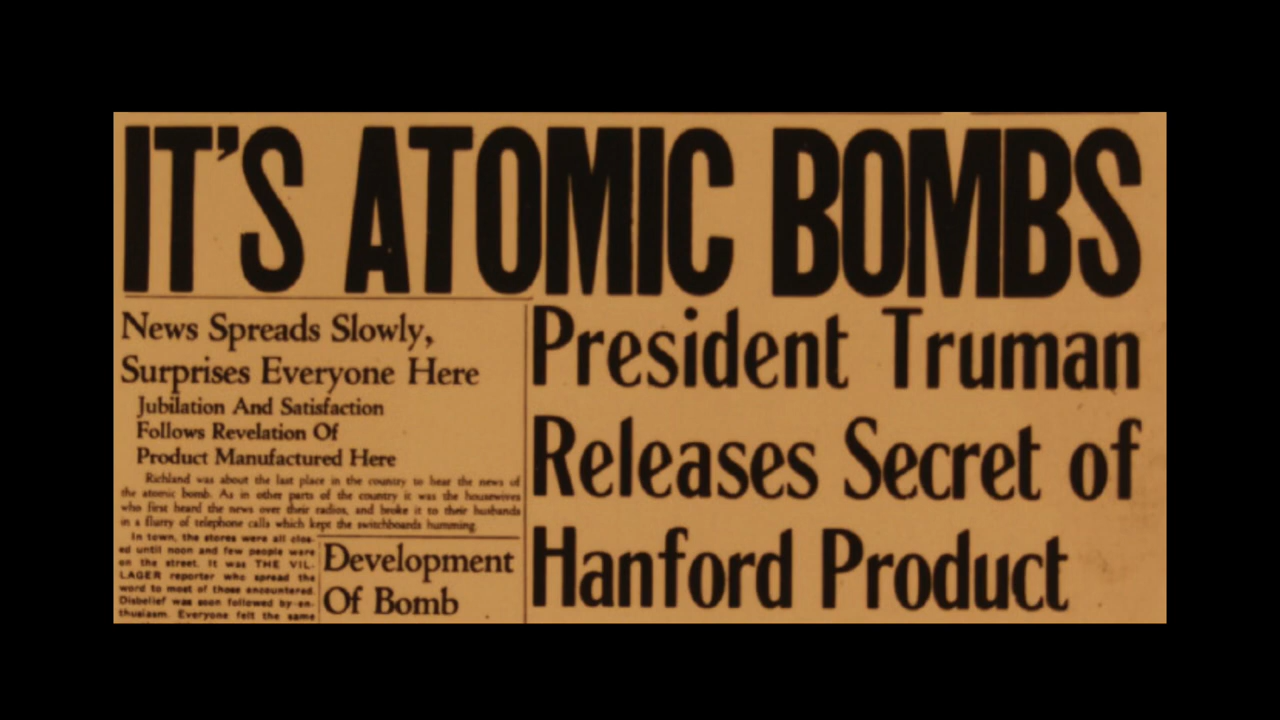 IT'S ATOMIC BOMBS
News Spreads Slowly,
Surprises Everyone Here
Jubilation And Satisfaction
Follows Revelation Of
Product Manufactured Here
Richland was about the last place in the country to hear the news of
the atomic bomb. As in other parts of the country it was the housewives
who first heard the news over their radios, and broke it to their husbands
in a flurry of telephone calls which kept the switchboards humming.
In town, the stores were all clos-
ed until noon and few people were
on the street. It was THE VIL-
LAGER reporter who spread the
word to most of those encountered.
Disbelief was soon followed by en-
thusiasm. Everyone felt the same
Development
Of Bomb
President Truman
Releases Secret of
Hanford Product